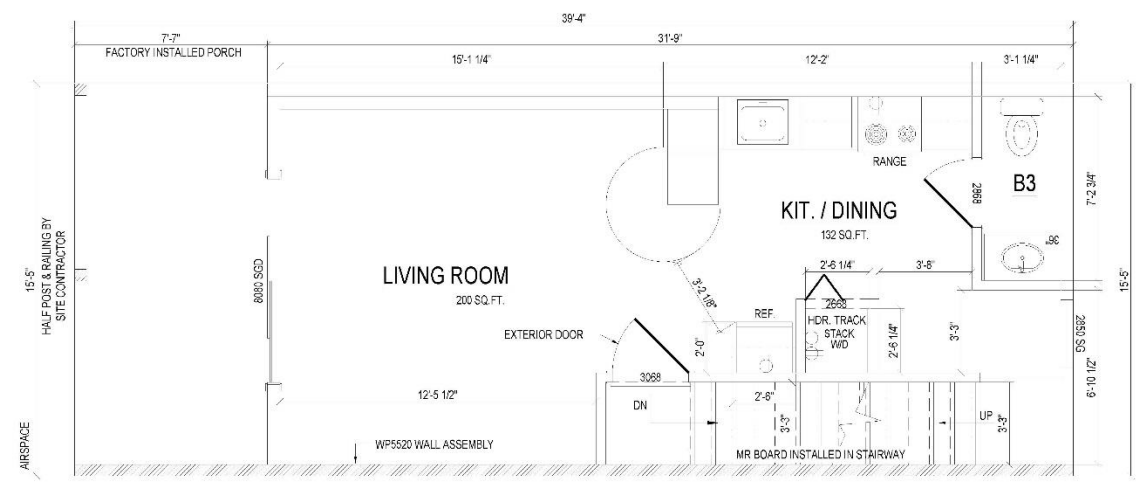 39'-4"
7'-7"
31'-9"
FACTORY INSTALLED PORCH
15'-1 1/4"
12'-2"
3'-1 1/4"
RANGE
2868
B3
7'-2 3/4"
KIT. / DINING
132 SQ.FT.
36"
HALF POST & RAILING BY
SITE CONTRACTOR
15'-5"
8080 SGD
LIVING ROOM
200 SQ.FT.
3'-2 1/8"
2'-6 1/4"
3'-8"
15'-5"
2668
REF.
HDR. TRACK
STACK
W/D
EXTERIOR DOOR
2'-0"
2'-6 1/4"
3'-3"
2850 SG
3068
6'-10 1/2"
12'-5 1/2"
DN
2'-6"
3'-3"
UP
3'-3"
AIRSPACE
WP5520 WALL ASSEMBLY
MR BOARD INSTALLED IN STAIRWAY